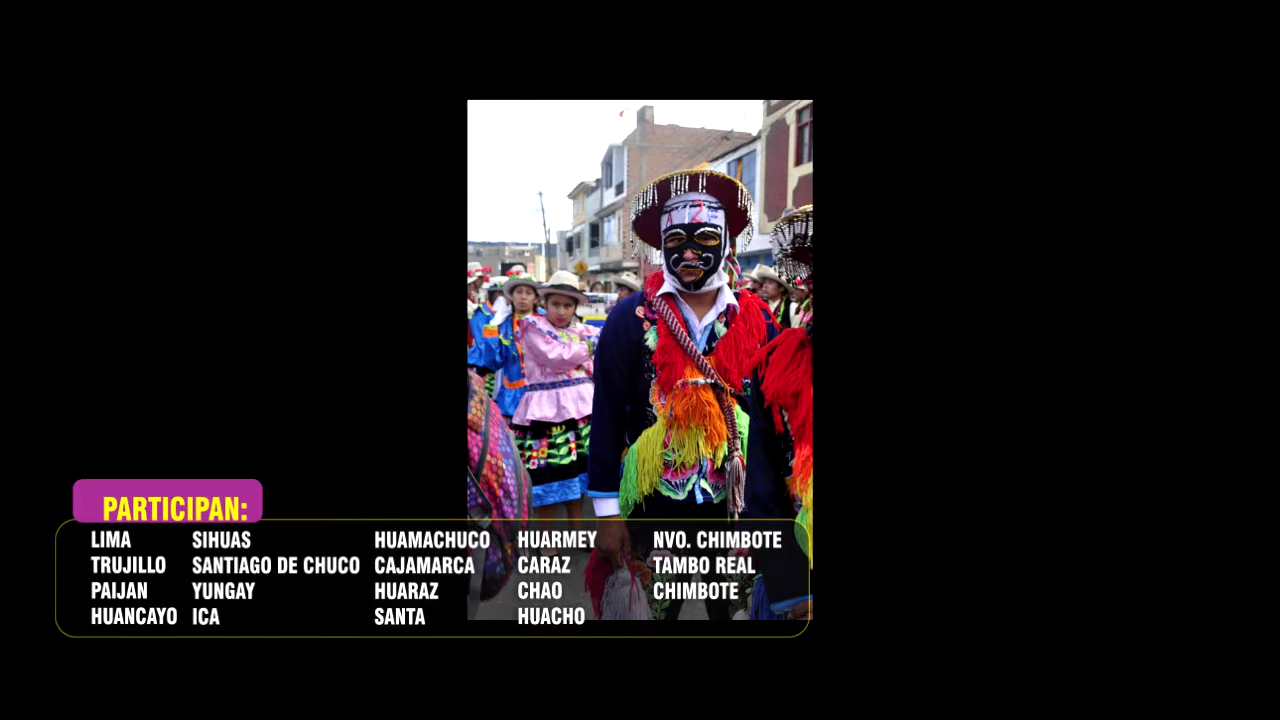 PARTICIPAN:
LIMA
TRUJILLO
PAIJAN
HUANCAYO
SIHUAS
SANTIAGO DE CHUCO
YUNGAY
ICA
HUAMACHUCO
CAJAMARCA
HUARAZ
SANTA
HUARMEY
CARAZ
CHAO
HUACHO
NVO. CHIMBOTE
TAMBO REAL
CHIMBOTE